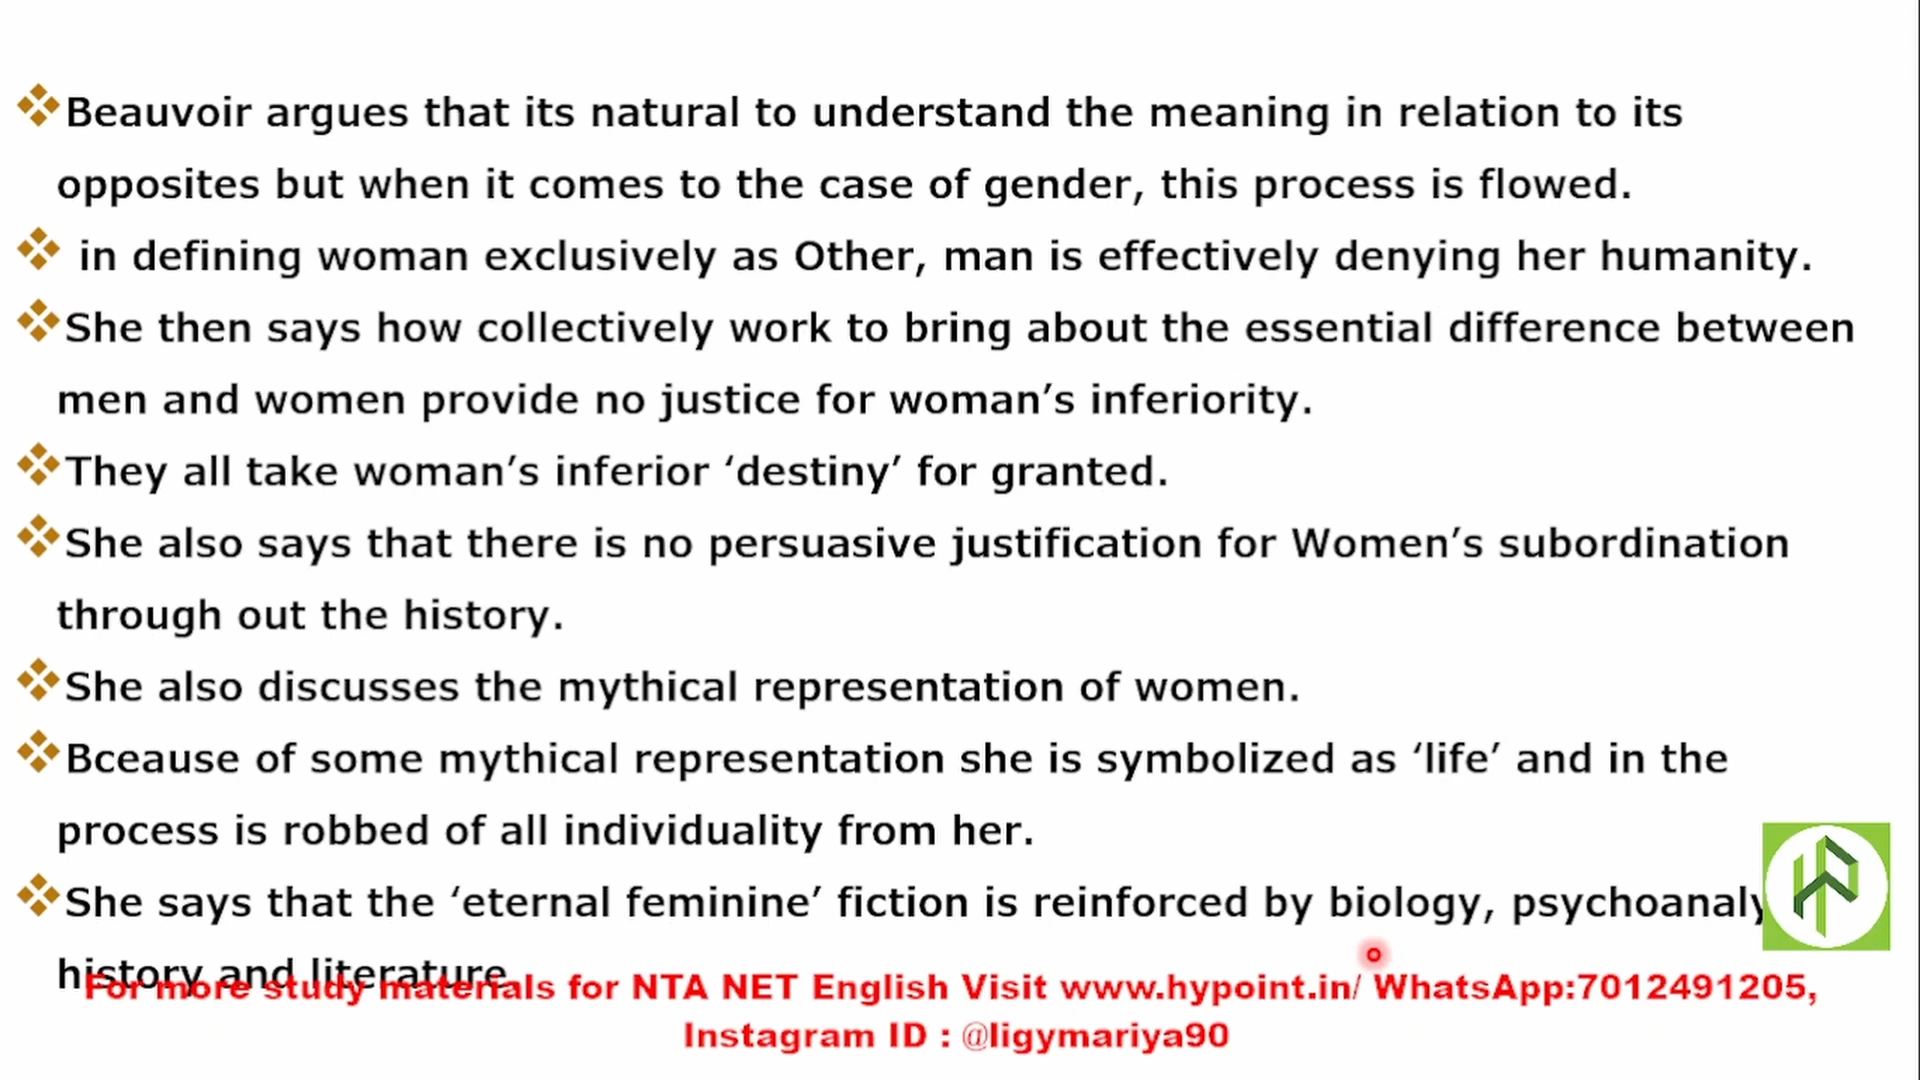 Beauvoir argues that its natural to understand the meaning in relation to its
opposites but when it comes to the case of gender, this process is flowed.
in defining woman exclusively as Other, man is effectively denying her humanity.
She then says how collectively work to bring about the essential difference between
men and women provide no justice for woman's inferiority.
They all take woman's inferior ‘destiny’ for granted.
She also says that there is no persuasive justification for Women’s subordination
through out the history.
She also discusses the mythical representation of women.
Bceause of some mythical representation she is symbolized as ‘life’ and in the
process is robbed of all individuality from her.
She says that the ‘eternal feminine’ fiction is reinforced by biology,
history and literature
For more study materials for NTA NET English Visit www.hypoint.in/ WhatsApp:7012491205,
Instagram ID : @ligymariya90